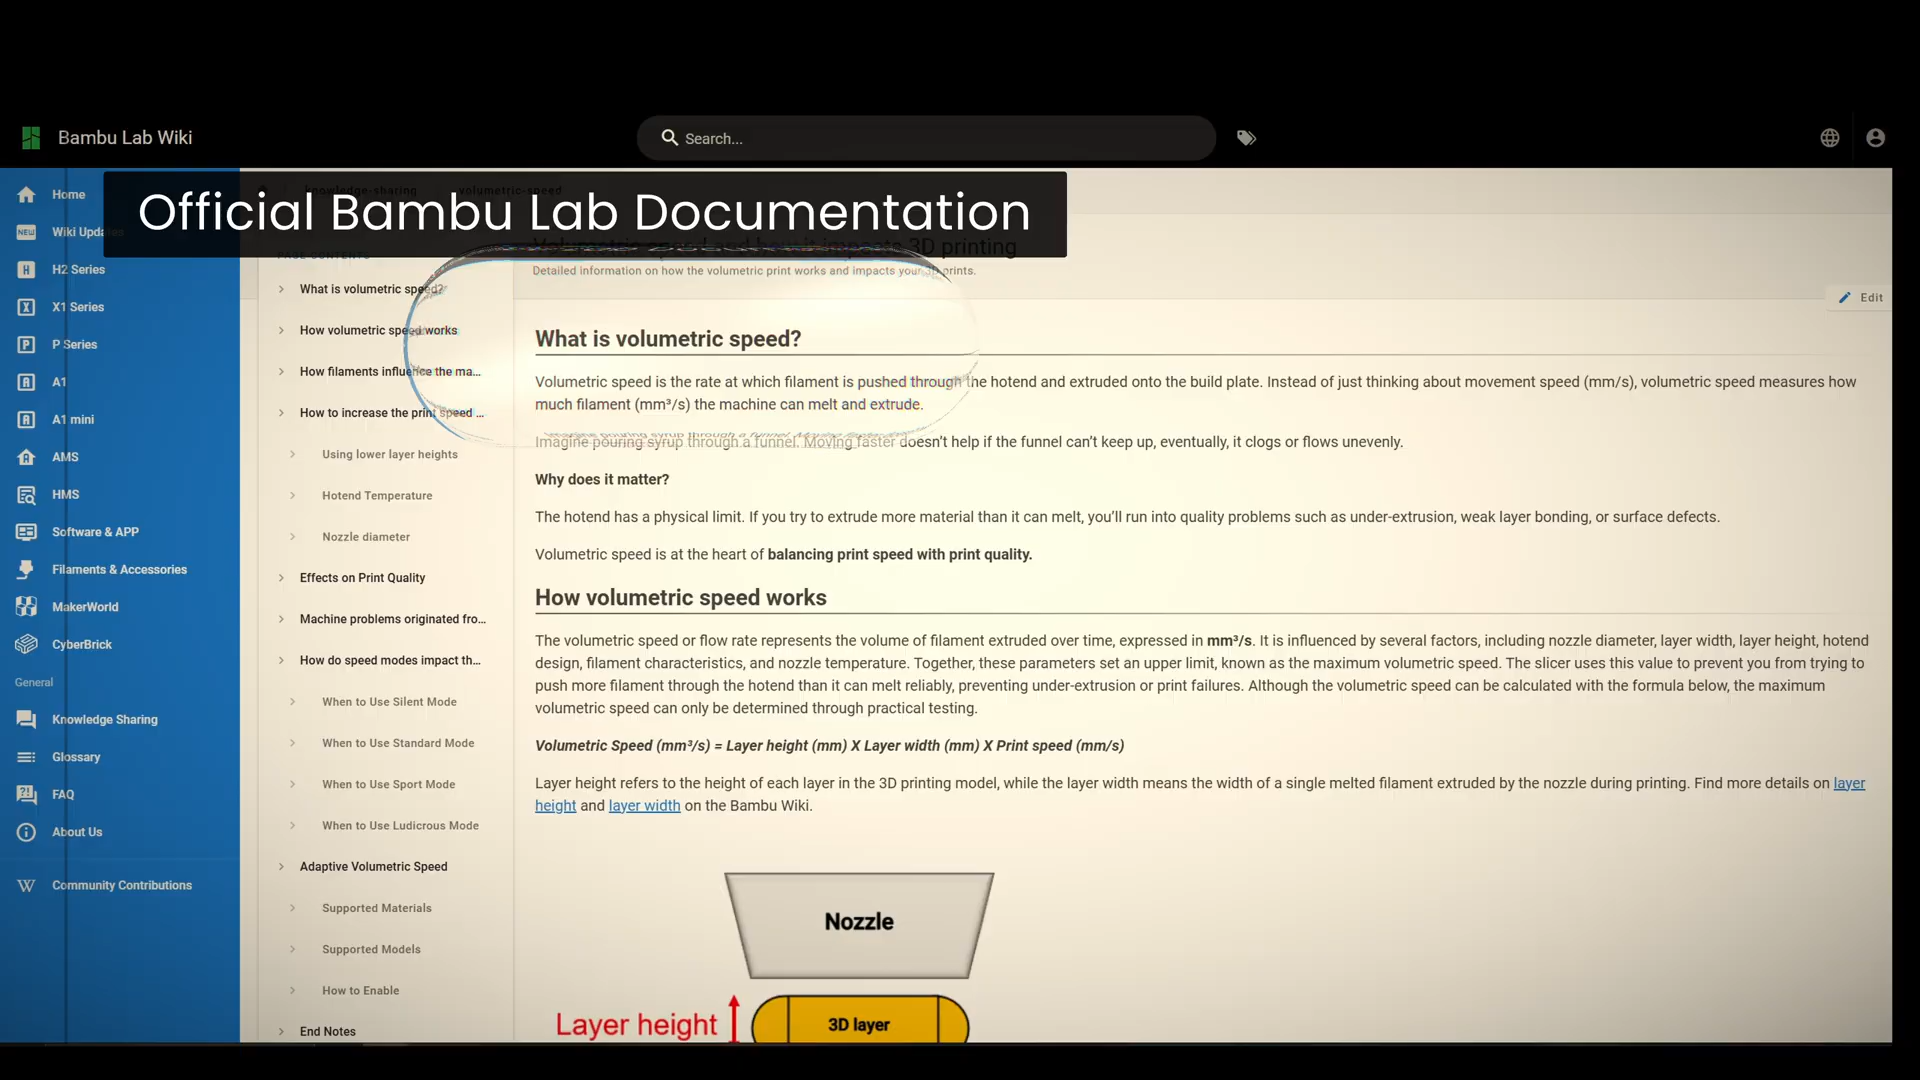 Bambu Lab Wiki
Search...
Official Bambu Lab Documentation
knowledge-sharing
volumetric-speed
Home
Wiki Upda
H2 Series
X1 Series
P Series
A1
A1 mini
AMS
HMS
Software & APP
Filaments & Accessories
MakerWorld
CyberBrick
General
Knowledge Sharing
Glossary
FAQ
About Us
Community Contributions
PAGE CONTENTS
What is volumetric speed?
How volumetric speed works
How filaments influence the ma...
How to increase the print speed ...
Using lower layer heights
Hotend Temperature
Nozzle diameter
Effects on Print Quality
Machine problems originated fro...
How do speed modes impact th...
When to Use Silent Mode
When to Use Standard Mode
When to Use Sport Mode
When to Use Ludicrous Mode
Adaptive Volumetric Speed
Supported Materials
Supported Models
How to Enable
End Notes
Volumetric speed and how it impacts 3D printing
Detailed information on how the volumetric print works and impacts your 3D prints.
Edit
What is volumetric speed?
Volumetric speed is the rate at which filament is pushed through the hotend and extruded onto the build plate. Instead of just thinking about movement speed (mm/s), volumetric speed measures how
much filament (mm³/s) the machine can melt and extrude.
Imagine pouring syrup through a funnel. Moving faster doesn’t help if the funnel can’t keep up, eventually, it clogs or flows unevenly.
Why does it matter?
The hotend has a physical limit. If you try to extrude more material than it can melt, you’ll run into quality problems such as under-extrusion, weak layer bonding, or surface defects.
Volumetric speed is at the heart of balancing print speed with print quality.
How volumetric speed works
The volumetric speed or flow rate represents the volume of filament extruded over time, expressed in mm³/s. It is influenced by several factors, including nozzle diameter, layer width, layer height, hotend
design, filament characteristics, and nozzle temperature. Together, these parameters set an upper limit, known as the maximum volumetric speed. The slicer uses this value to prevent you from trying to
push more filament through the hotend than it can melt reliably, preventing under-extrusion or print failures. Although the volumetric speed can be calculated with the formula below, the maximum
volumetric speed can only be determined through practical testing.
Volumetric Speed (mm³/s) = Layer height (mm) X Layer width (mm) X Print speed (mm/s)
Layer height refers to the height of each layer in the 3D printing model, while the layer width means the width of a single melted filament extruded by the nozzle during printing. Find more details on layer
height and layer width on the Bambu Wiki.
Nozzle
Layer height
3D layer